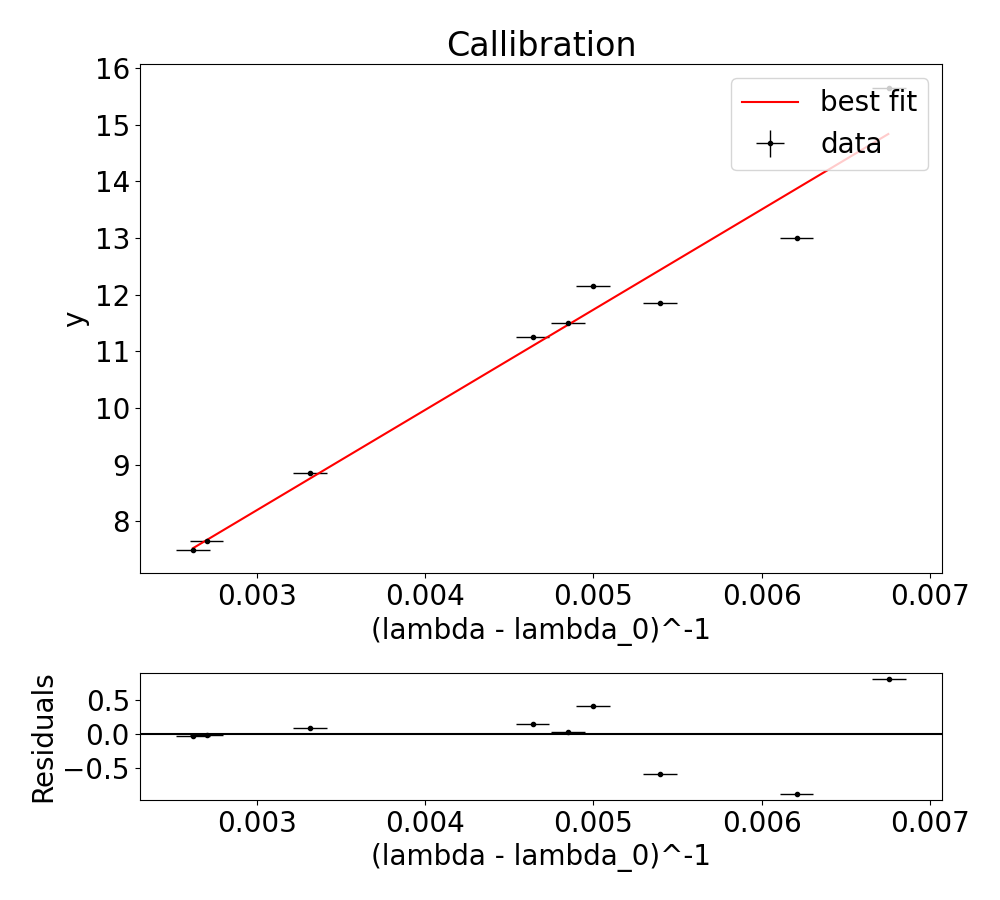 Callibration
16
15
14
13
12
11
10
9
8
y
best fit
data
0.003 0.004 0.005 0.006 0.007
(lambda - lambda_0)^-1
Residuals
0.5
0.0
−0.5
0.003 0.004 0.005 0.006 0.007
(lambda - lambda_0)^-1